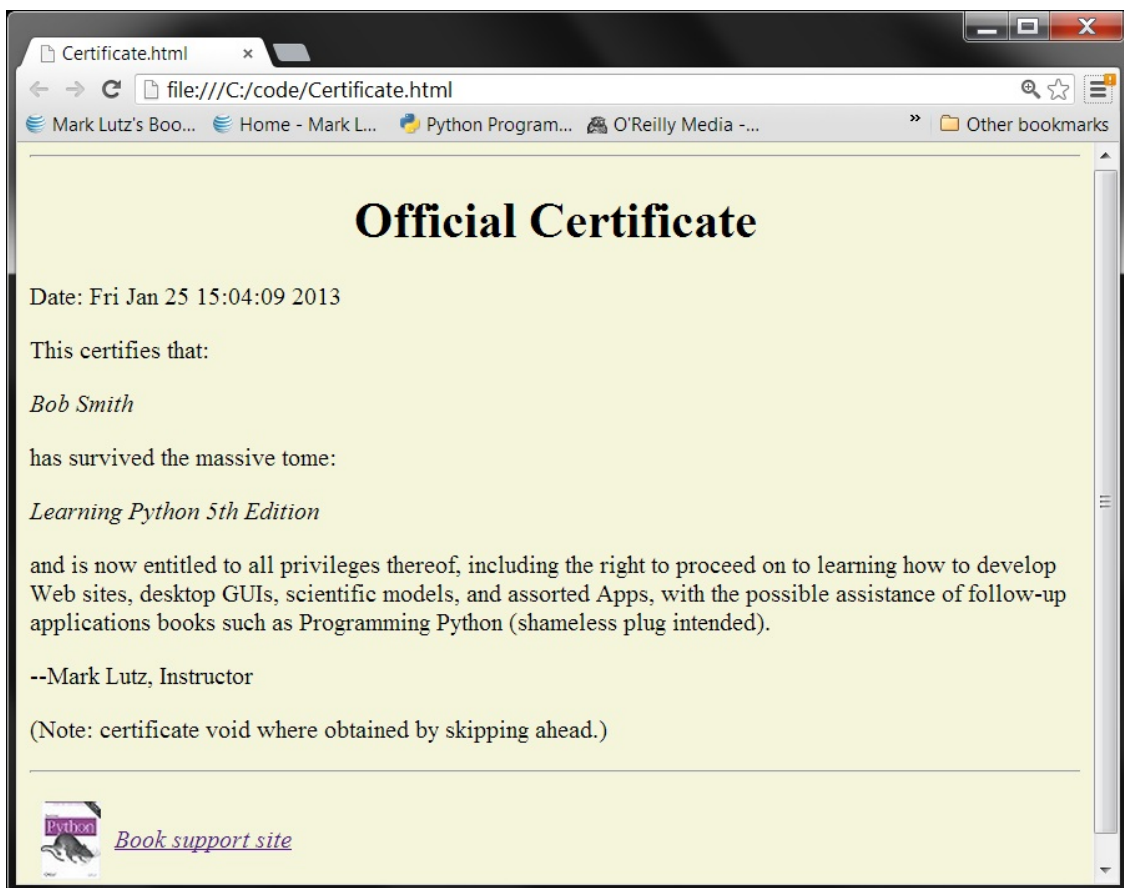 Certificate.html
file:///C:/code/Certificate.html
Mark Lutz's Boo... Home - Mark L... Python Program... O'Reilly Media -... » Other bookmarks
Official Certificate
Date: Fri Jan 25 15:04:09 2013
This certifies that:
Bob Smith
has survived the massive tome:
Learning Python 5th Edition
and is now entitled to all privileges thereof, including the right to proceed on to learning how to develop
Web sites, desktop GUIs, scientific models, and assorted Apps, with the possible assistance of follow-up
applications books such as Programming Python (shameless plug intended).
--Mark Lutz, Instructor
(Note: certificate void where obtained by skipping ahead.)
Python
Book support site